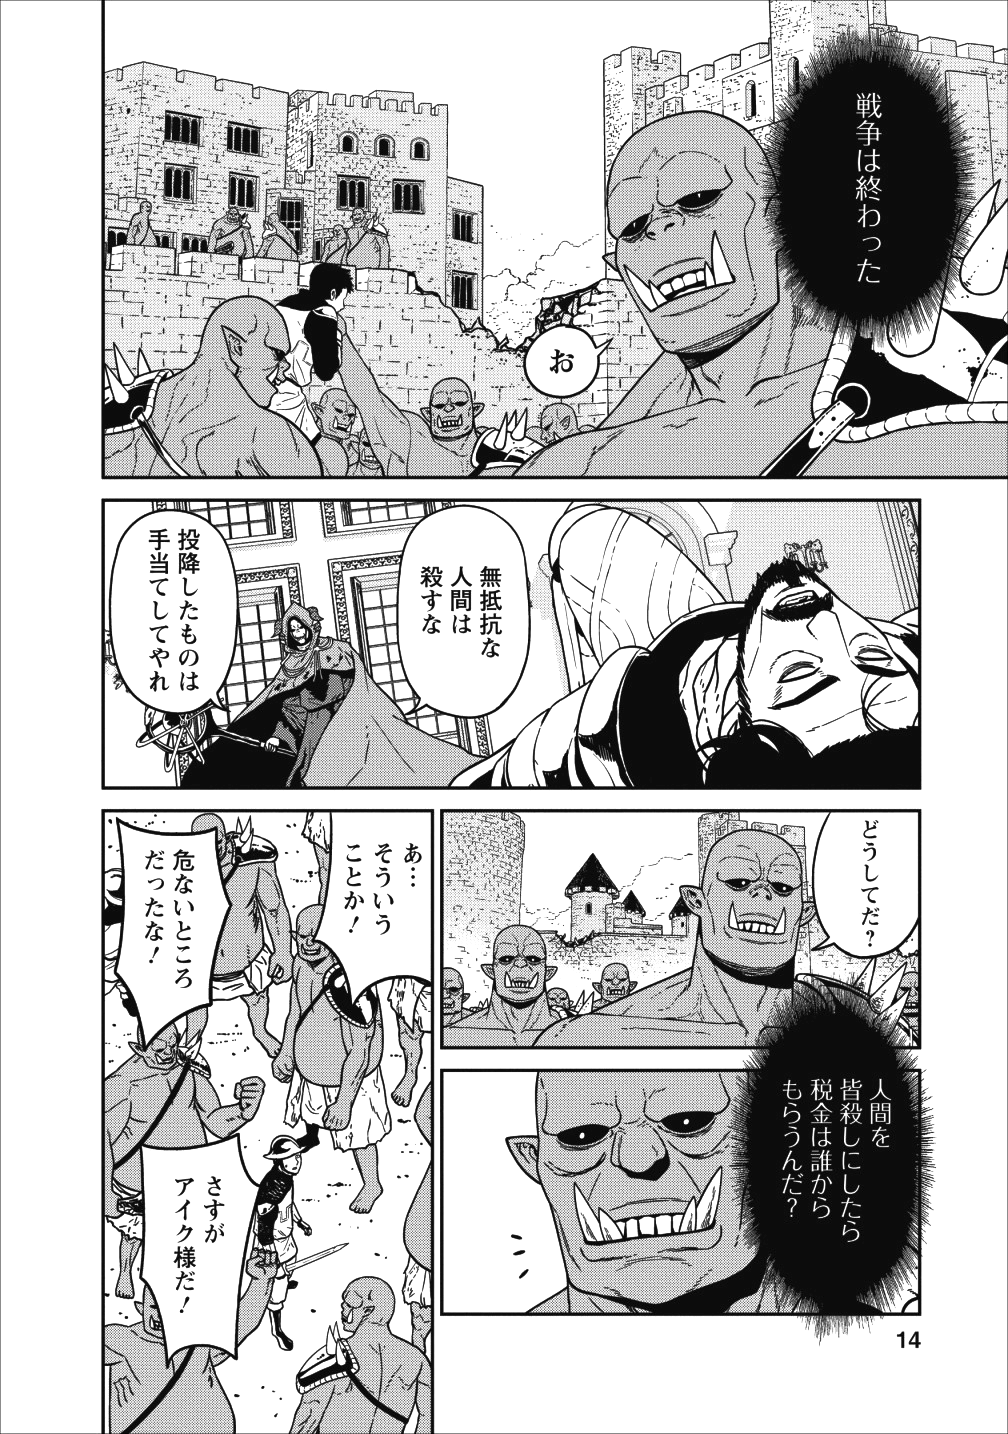 戦争は終わった
お
無抵抗な
人間は
殺すな
投降したものは
手当てしてやれ
どうしてだ?
人間を
皆殺しにしたら
税金は誰から
もらうんだ?
あ…
そういう
ことか!
危ないところ
だったな!
さすが
アイク様だ!
14